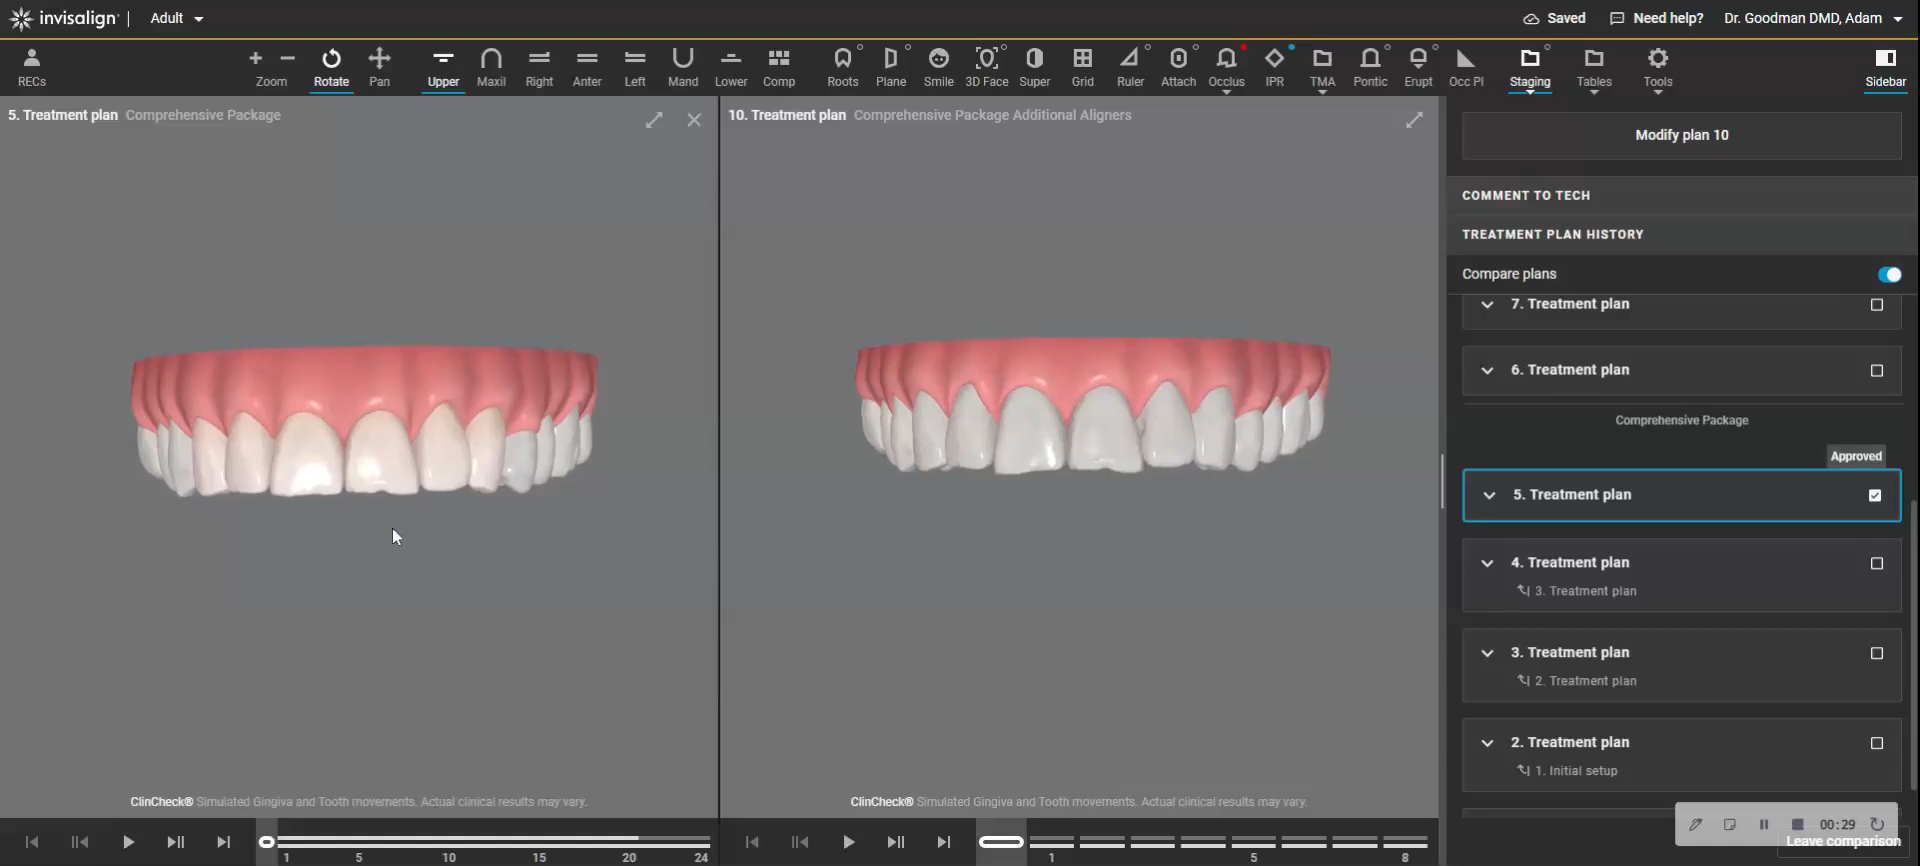 invisalign | Adult
Saved Need help? Dr. Goodman DMD, Adam
RECs Zoom Rotate Pan Upper Maxil Right Anter Left Mand Lower Comp Roots Plane Smile 3D Face Super Grid Ruler Attach Occlus IPR TMA Pontic Erupt Occ Pl Staging Tables Tools Sidebar
5. Treatment plan Comprehensive Package
10. Treatment plan Comprehensive Package Additional Aligners
Modify plan 10
COMMENT TO TECH
TREATMENT PLAN HISTORY
Compare plans
7. Treatment plan
6. Treatment plan
Comprehensive Package
Approved
5. Treatment plan
4. Treatment plan
3. Treatment plan
3. Treatment plan
2. Treatment plan
2. Treatment plan
1. Initial setup
00:29
Leave comparison
ClinCheck® Simulated Gingiva and Tooth movements. Actual clinical results may vary.
ClinCheck® Simulated Gingiva and Tooth movements. Actual clinical results may vary.
1 5 10 15 20 24
1 5 8